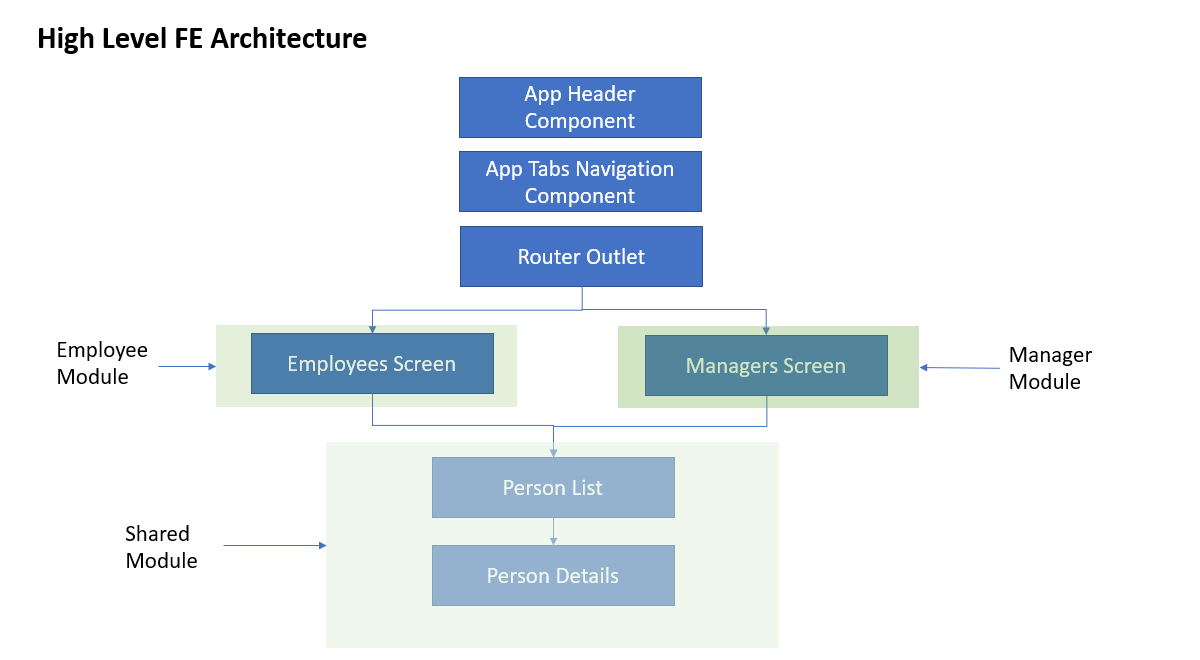 High Level FE Architecture
App Header
Component
App Tabs Navigation
Component
Router Outlet
Employee
Module
Employees Screen
Managers Screen
Manager
Module
Person List
Shared
Module
Person Details